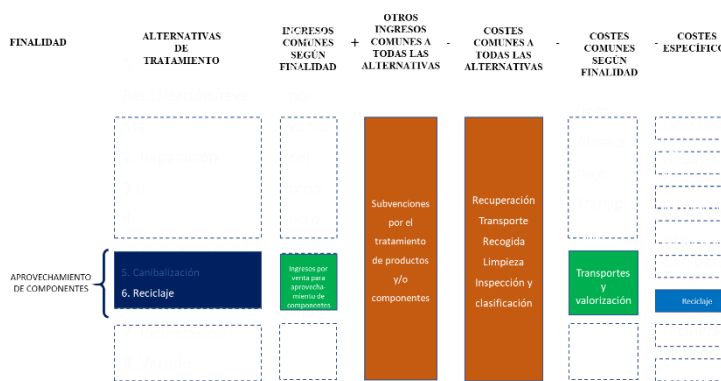 FINALIDAD
ALTERNATIVAS
DE
TRATAMIENTO
INGRESOS
COMUNES
SEGÚN
FINALIDAD
+
OTROS
INGRESOS
COMUNES A
TODAS LAS
ALTERNATIVAS
-
COSTES
COMUNES A
TODAS LAS
ALTERNATIVAS
-
COSTES
COMUNES
SEGÚN
FINALIDAD
-
COSTES
ESPECÍFICO
APROVECHAMIENTO
DE COMPONENTES
5. Canibalización
6. Reciclaje
Ingresos por
venta para
aprovecha-
miento de
componentes
Subvenciones
por el
tratamiento
de productos
y/o
componentes
Recuperación
Transporte
Recogida
Limpieza
Inspección y
clasificación
Transportes
y
valorización
Reciclaje